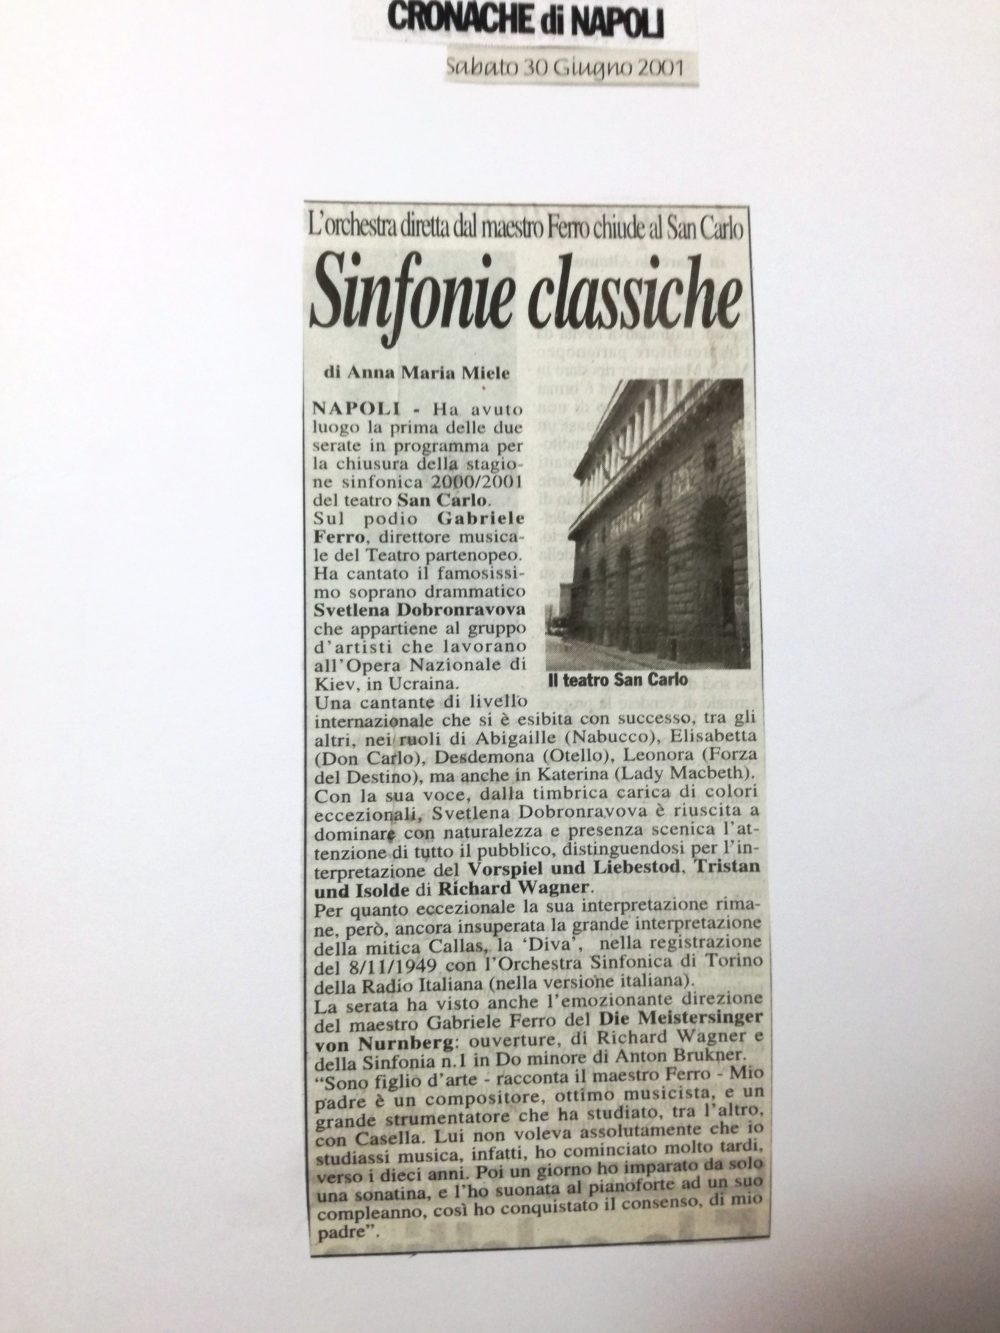 CRONACHE di NAPOLI
Sabato 30 Giugno 2001
L'orchestra diretta dal maestro Ferro chiude al San Carlo
Sinfonie classiche
di Anna Maria Miele
NAPOLI - Ha avuto
luogo la prima delle due
serate in programma per
la chiusura della stagio-
ne sinfonica 2000/2001
del teatro San Carlo.
Sul podio Gabriele
Ferro, direttore musica-
le del Teatro partenopeo.
Ha cantato il famosissi-
mo soprano drammatico
Svetlena Dobronravova
che appartiene al gruppo
d'artisti che lavorano
all'Opera Nazionale di
Kiev, in Ucraina.
Una cantante di livello
Il teatro San Carlo
internazionale che si è esibita con successo, tra gli
altri, nei ruoli di Abigaille (Nabucco), Elisabetta
(Don Carlo), Desdemona (Otello), Leonora (Forza
del Destino), ma anche in Katerina (Lady Macbeth).
Con la sua voce, dalla timbrica carica di colori
eccezionali, Svetlena Dobronravova è riuscita a
dominare con naturalezza e presenza scenica l'at-
tenzione di tutto il pubblico, distinguendosi per l'in-
terpretazione del Vorspiel und Liebestod, Tristan
und Isolde di Richard Wagner.
Per quanto eccezionale la sua interpretazione rima-
ne, però, ancora insuperata la grande interpretazione
della mitica Callas, la 'Diva', nella registrazione
del 8/11/1949 con l'Orchestra Sinfonica di Torino
della Radio Italiana (nella versione italiana).
La serata ha visto anche l'emozionante direzione
del maestro Gabriele Ferro del Die Meistersinger
von Nurnberg: ouverture, di Richard Wagner e
della Sinfonia n.1 in Do minore di Anton Brukner.
"Sono figlio d'arte - racconta il maestro Ferro - Mio
padre è un compositore, ottimo musicista, e un
grande strumentatore che ha studiato, tra l'altro,
con Casella. Lui non voleva assolutamente che io
studiassi musica, infatti, ho cominciato molto tardi,
verso i dieci anni. Poi un giorno ho imparato da solo
una sonatina, e l'ho suonata al pianoforte ad un suo
compleanno, così ho conquistato il consenso, di mio
padre".